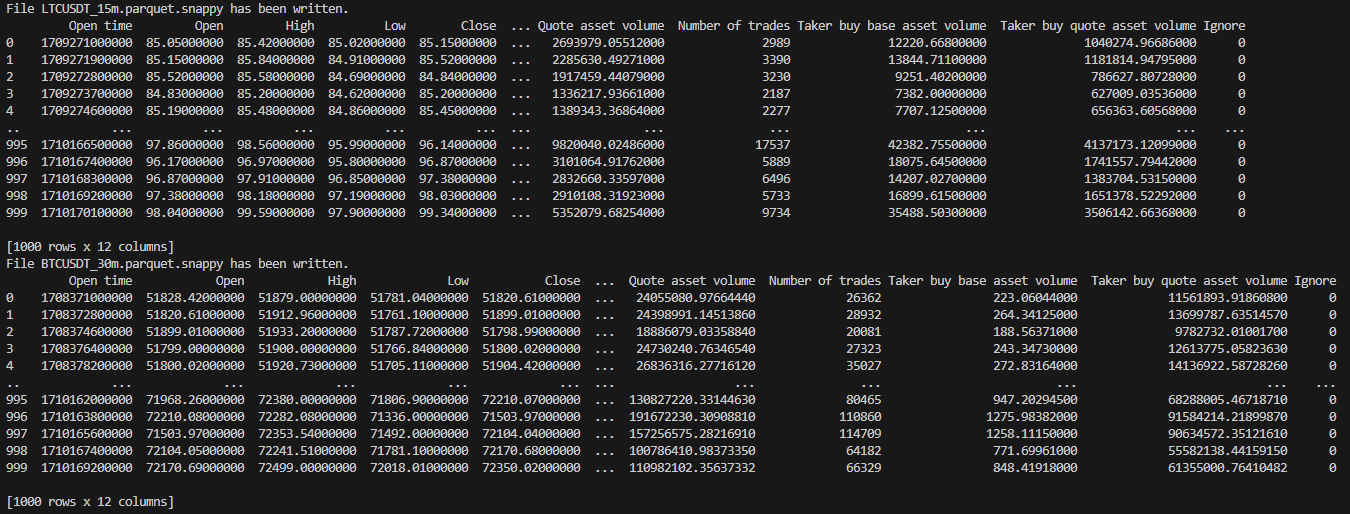 File LTCUSDT_15m.parquet.snappy has been written.
Open time Open High Low Close ... Quote asset volume Number of trades Taker buy base asset volume Taker buy quote asset volume Ignore
0 1709271000000 85.05000000 85.42000000 85.02000000 85.15000000 ... 2693979.05512000 2989 12220.66800000 1040274.96686000 0
1 1709271900000 85.15000000 85.84000000 84.91000000 85.52000000 ... 2285630.49271000 3390 13844.71100000 1181814.94795000 0
2 1709272800000 85.52000000 85.58000000 84.69000000 84.84000000 ... 1917459.44079000 3230 9251.40200000 786627.80728000 0
3 1709273700000 84.83000000 85.20000000 84.62000000 85.20000000 ... 1336217.93661000 2187 7382.00000000 627009.03536000 0
4 1709274600000 85.19000000 85.48000000 84.86000000 85.45000000 ... 1389343.36864000 2277 7707.12500000 656363.60568000 0
.. ... ... ... ... ... ... ... ... ... ... ...
995 1710166500000 97.86000000 98.56000000 95.99000000 96.14000000 ... 9820040.02486000 17537 42382.75500000 4137173.12099000 0
996 1710167400000 96.17000000 96.97000000 95.80000000 96.87000000 ... 3101064.91762000 5889 18075.64500000 1741557.79442000 0
997 1710168300000 96.87000000 97.91000000 96.85000000 97.38000000 ... 2832660.33597000 6496 14207.02700000 1383704.53150000 0
998 1710169200000 97.38000000 98.18000000 97.19000000 98.03000000 ... 2910108.31923000 5733 16899.61500000 1651378.52292000 0
999 1710170100000 98.04000000 99.59000000 97.90000000 99.34000000 ... 5352079.68254000 9734 35488.50300000 3506142.66368000 0
[1000 rows x 12 columns]
File BTCUSDT_30m.parquet.snappy has been written.
Open time Open High Low Close ... Quote asset volume Number of trades Taker buy base asset volume Taker buy quote asset volume Ignore
0 1708371000000 51828.42000000 51879.00000000 51781.04000000 51820.61000000 ... 24055080.97664440 26362 223.06044000 11561893.91860800 0
1 1708372800000 51820.61000000 51912.96000000 51761.10000000 51899.01000000 ... 24398991.14513860 28932 264.34125000 13699787.63514570 0
2 1708374600000 51899.01000000 51933.20000000 51787.72000000 51798.99000000 ... 18886079.03358840 20081 188.56371000 9782732.01001700 0
3 1708376400000 51799.00000000 51900.00000000 51766.84000000 51800.02000000 ... 24730240.76346540 27323 243.34730000 12613775.05823630 0
4 1708378200000 51800.02000000 51920.73000000 51705.11000000 51904.42000000 ... 26836316.27716120 35027 272.83164000 14136922.58728260 0
.. ... ... ... ... ... ... ... ... ... ... ...
995 1710162000000 71968.26000000 72380.00000000 71806.90000000 72210.07000000 ... 130827220.33144630 80465 947.20294500 68288005.46718710 0
996 1710163800000 72210.08000000 72282.08000000 71336.00000000 71503.97000000 ... 191672230.30908810 110860 1275.98382000 91584214.21899870 0
997 1710165600000 71503.97000000 72353.54000000 71492.00000000 72104.04000000 ... 157256575.28216910 114709 1258.11150000 90634572.35121610 0
998 1710167400000 72104.05000000 72241.51000000 71781.10000000 72170.68000000 ... 100786410.98373350 64182 771.69961000 55582138.44159150 0
999 1710169200000 72170.69000000 72499.00000000 72018.01000000 72350.02000000 ... 110982102.35637332 66329 848.41918000 61355000.76410482 0
[1000 rows x 12 columns]